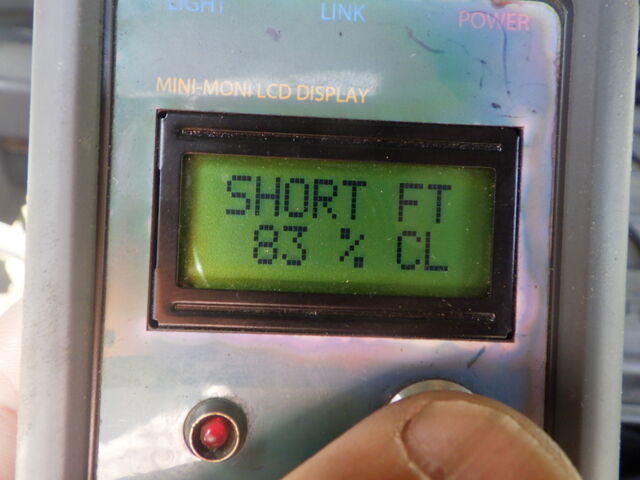 LIGHT LINK POWER
MINI-MONI LCD DISPLAY
SHORT FT
83 % CL